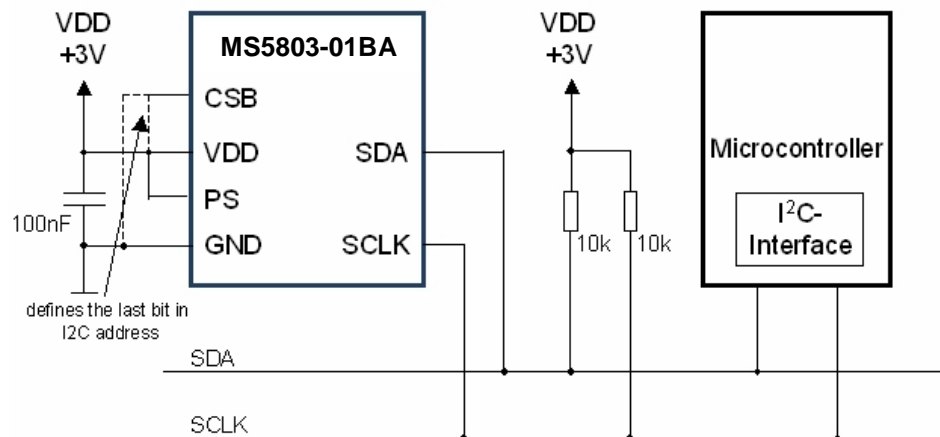 VDD
+3V
MS5803-01BA
CSB
VDD
PS
GND
SDA
SCLK
100nF
defines the last bit in
I2C address
VDD
+3V
10k
10k
Microcontroller
I²C-
Interface
SDA
SCLK